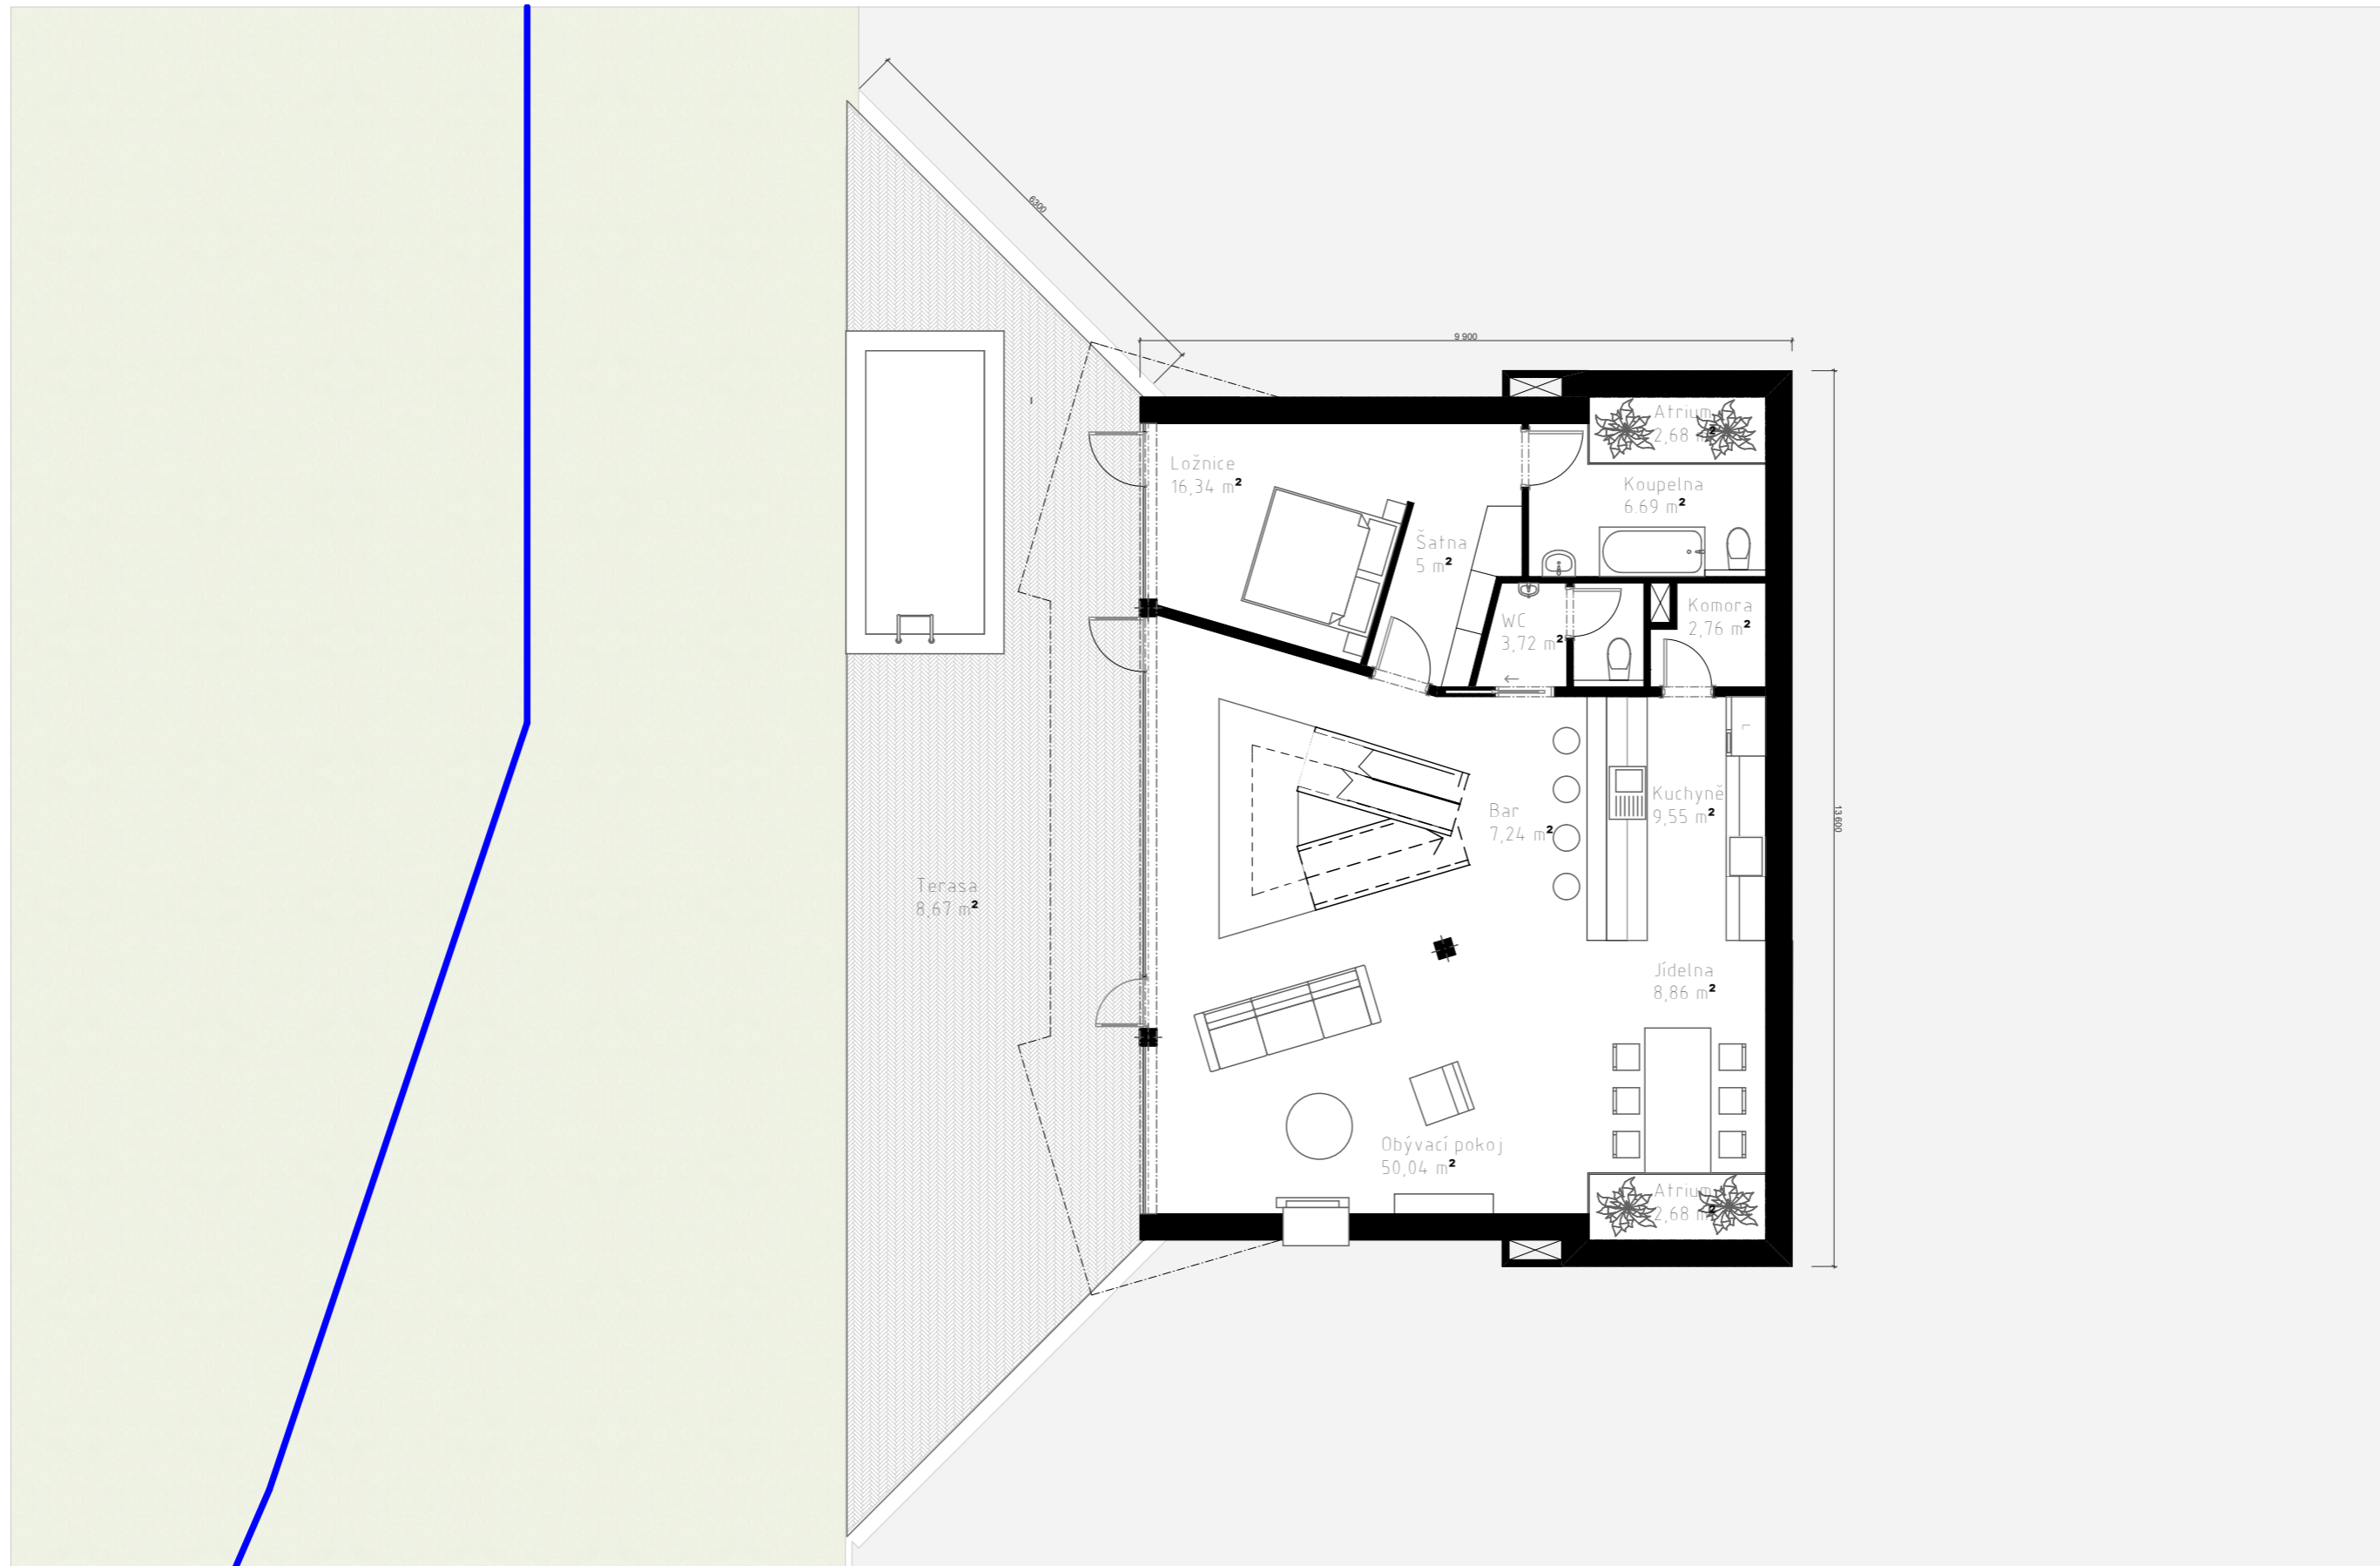 6300
9 900
Atrium
2,68 m²
Ložnice
16,34 m²
Koupelna
6.69 m²
Šatna
5 m²
Komora
2,76 m²
WC
3,72 m²
Kuchyně
9,55 m²
Bar
7,24 m²
13 600
Terasa
8,67 m²
Jídelna
8,86 m²
Obývací pokoj
50,04 m²
Atrium
2,68 m²